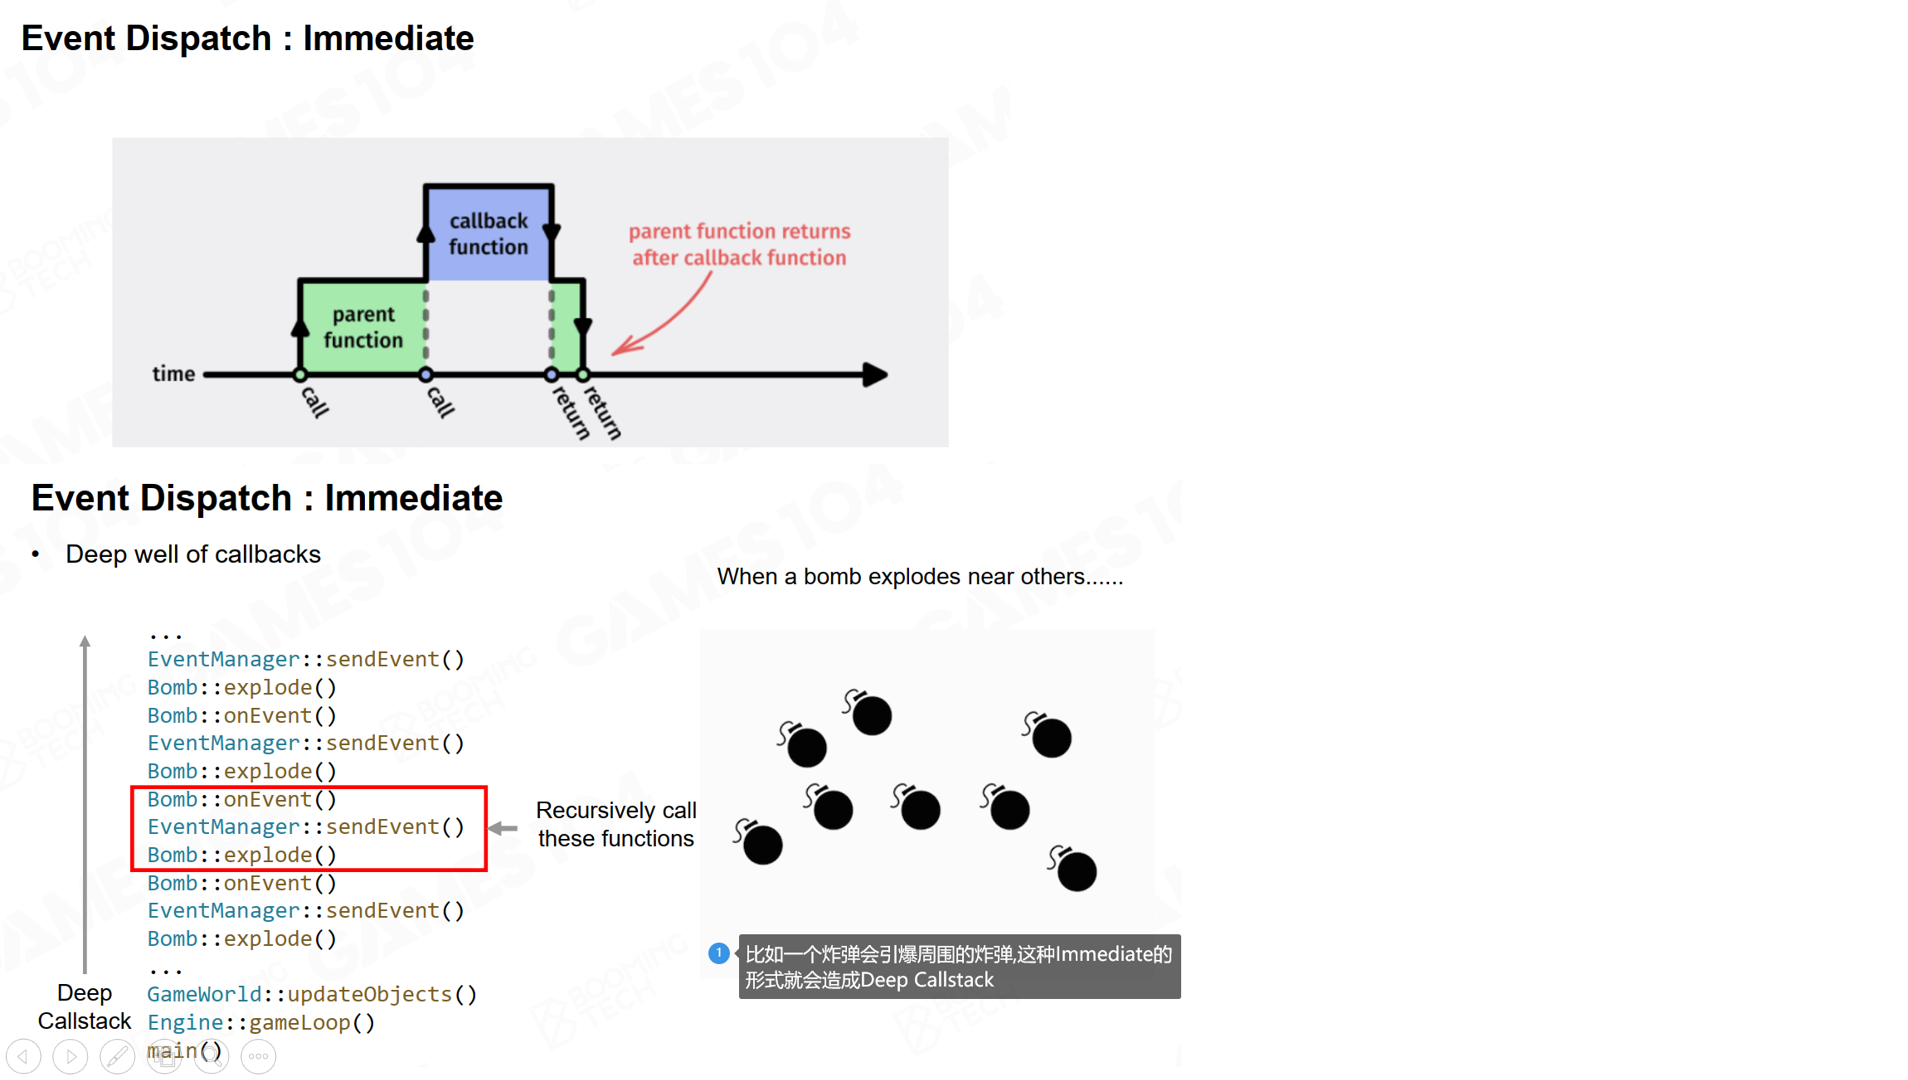 Event Dispatch : Immediate
callback
function
parent function returns
after callback function
parent
function
time
call
call
return
return
Event Dispatch : Immediate
• Deep well of callbacks
When a bomb explodes near others......
...
EventManager::sendEvent()
Bomb::explode()
Bomb::onEvent()
EventManager::sendEvent()
Bomb::explode()
Bomb::onEvent()
EventManager::sendEvent()
Bomb::explode()
Bomb::onEvent()
EventManager::sendEvent()
Bomb::explode()
...
GameWorld::updateObjects()
Engine::gameLoop()
main()
Recursively call
these functions
Deep
Callstack
1
比如一个炸弹会引爆周围的炸弹,这种Immediate的
形式就会造成Deep Callstack
GAMES104
BOOMING
TECH